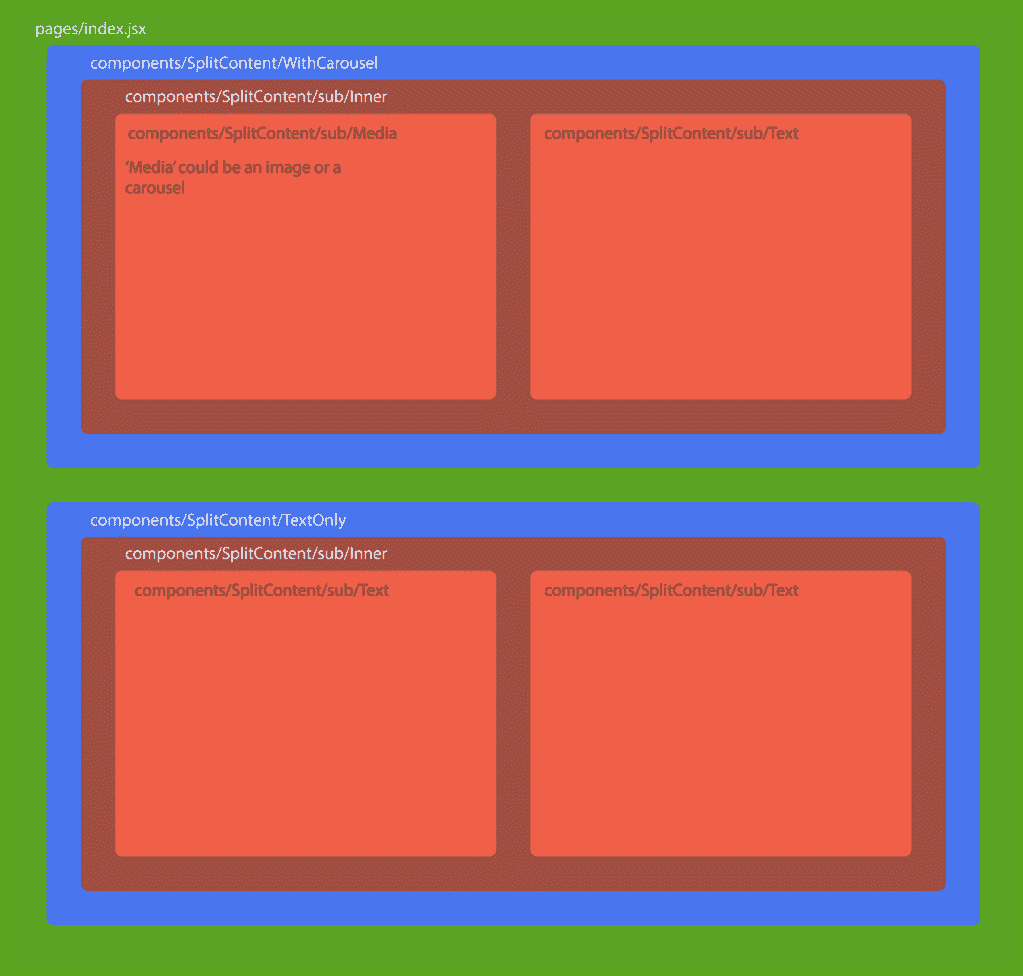 pages/index.jsx
components/SplitContent/WithCarousel
components/SplitContent/sub/Inner
components/SplitContent/sub/Media
components/SplitContent/sub/Text
‘Media’ could be an image or a
carousel
components/SplitContent/TextOnly
components/SplitContent/sub/Inner
components/SplitContent/sub/Text
components/SplitContent/sub/Text